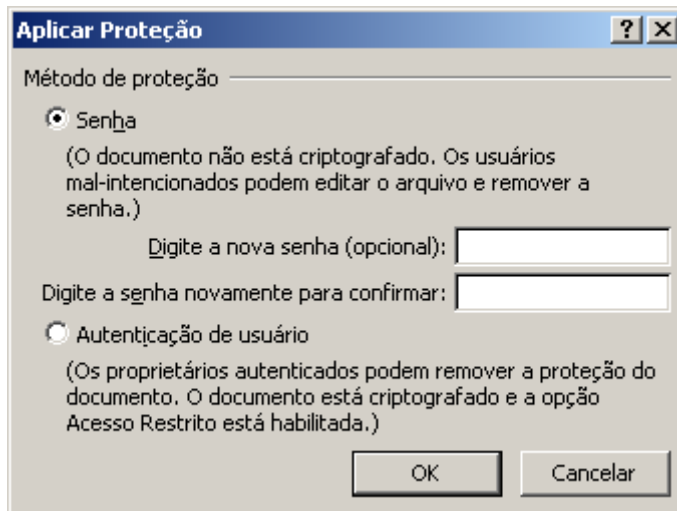 Aplicar Proteção
Método de proteção
Senha
(O documento não está criptografado. Os usuários
mal-intencionados podem editar o arquivo e remover a
senha.)
Digite a nova senha (opcional):
Digite a senha novamente para confirmar:
Autenticação de usuário
(Os proprietários autenticados podem remover a proteção do
documento. O documento está criptografado e a opção
Acesso Restrito está habilitada.)
OK Cancelar